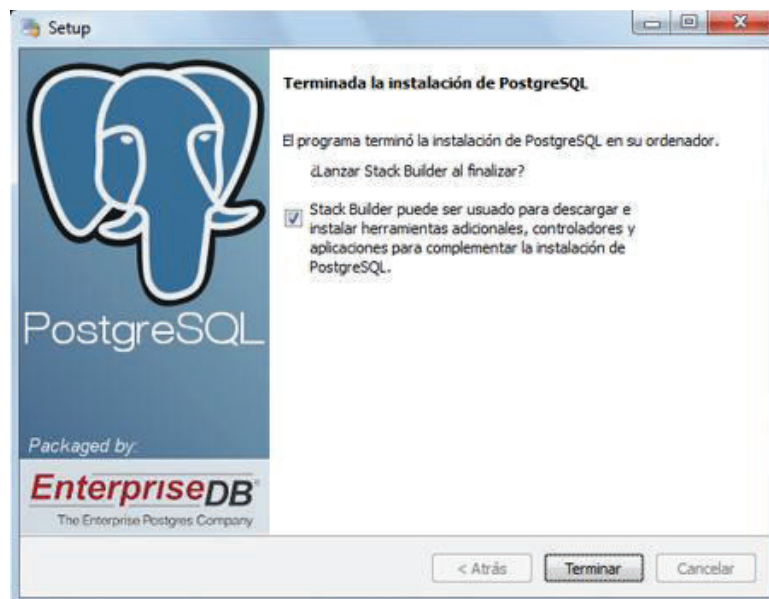 Setup
Terminada la instalación de PostgreSQL
El programa terminó la instalación de PostgreSQL en su ordenador.
¿Lanzar Stack Builder al finalizar?
Stack Builder puede ser usado para descargar e
instalar herramientas adicionales, controladores y
aplicaciones para complementar la instalación de
PostgreSQL.
PostgreSQL
Packaged by:
EnterpriseDB®
The Enterprise Postgres Company
< Atrás
Terminar
Cancelar